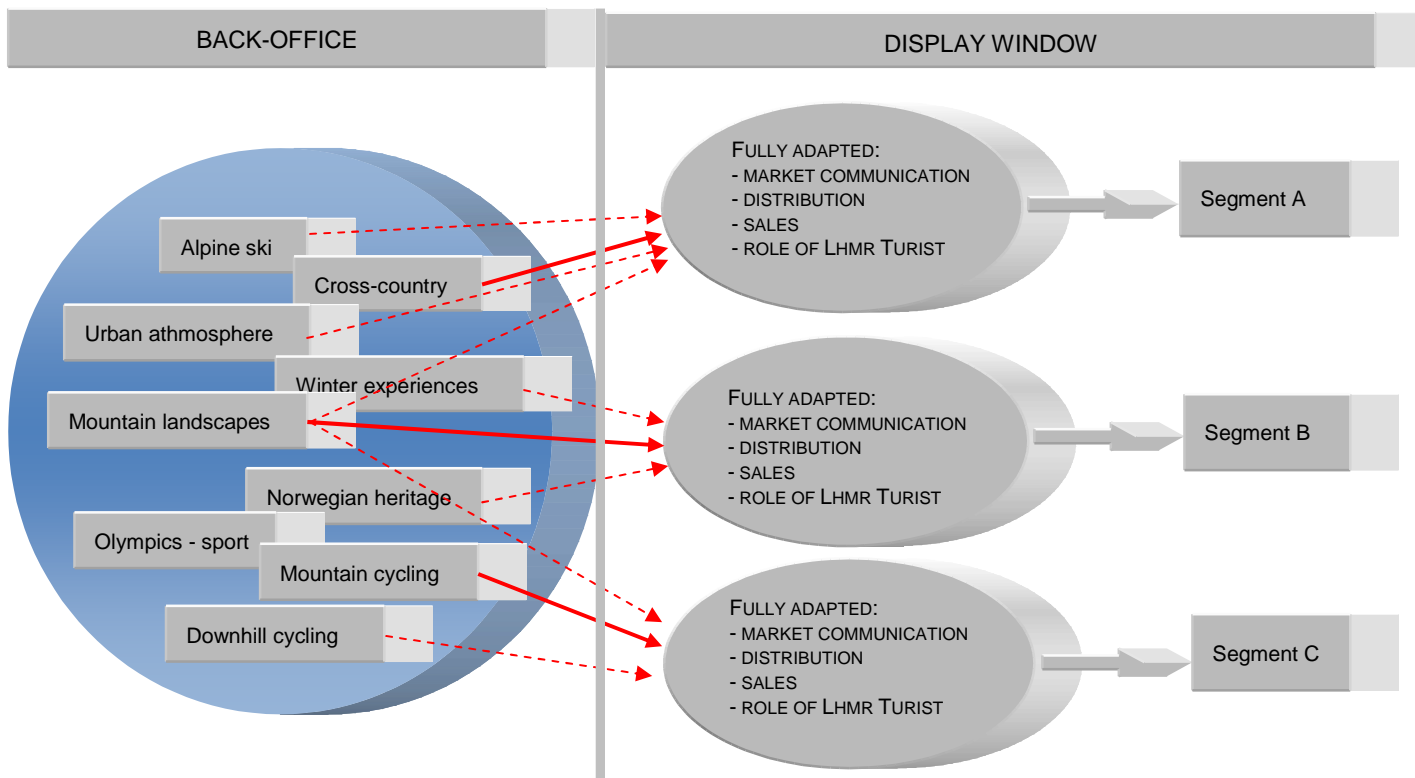 BACK-OFFICE
DISPLAY WINDOW
Alpine ski
Cross-country
Urban athmosphere
Winter experiences
Mountain landscapes
Norwegian heritage
Olympics - sport
Mountain cycling
Downhill cycling
FULLY ADAPTED:
- MARKET COMMUNICATION
- DISTRIBUTION
- SALES
- ROLE OF LHMR TURIST
Segment A
FULLY ADAPTED:
- MARKET COMMUNICATION
- DISTRIBUTION
- SALES
- ROLE OF LHMR TURIST
Segment B
FULLY ADAPTED:
- MARKET COMMUNICATION
- DISTRIBUTION
- SALES
- ROLE OF LHMR TURIST
Segment C